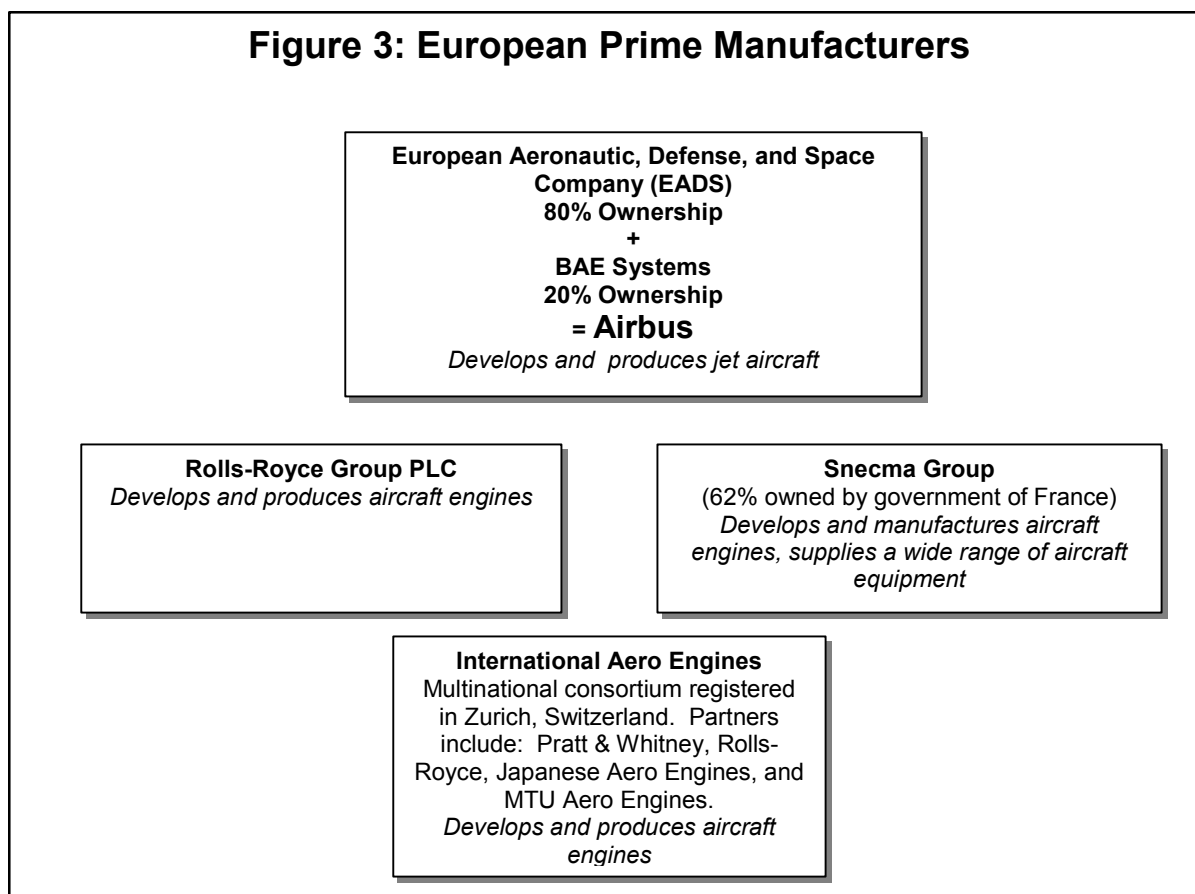 Figure 3: European Prime Manufacturers
European Aeronautic, Defense, and Space
Company (EADS)
80% Ownership
+
BAE Systems
20% Ownership
= Airbus
Develops and produces jet aircraft
Rolls-Royce Group PLC
Develops and produces aircraft engines
Snecma Group
(62% owned by government of France)
Develops and manufactures aircraft
engines, supplies a wide range of aircraft
equipment
International Aero Engines
Multinational consortium registered
in Zurich, Switzerland. Partners
include: Pratt & Whitney, Rolls-
Royce, Japanese Aero Engines, and
MTU Aero Engines.
Develops and produces aircraft
engines